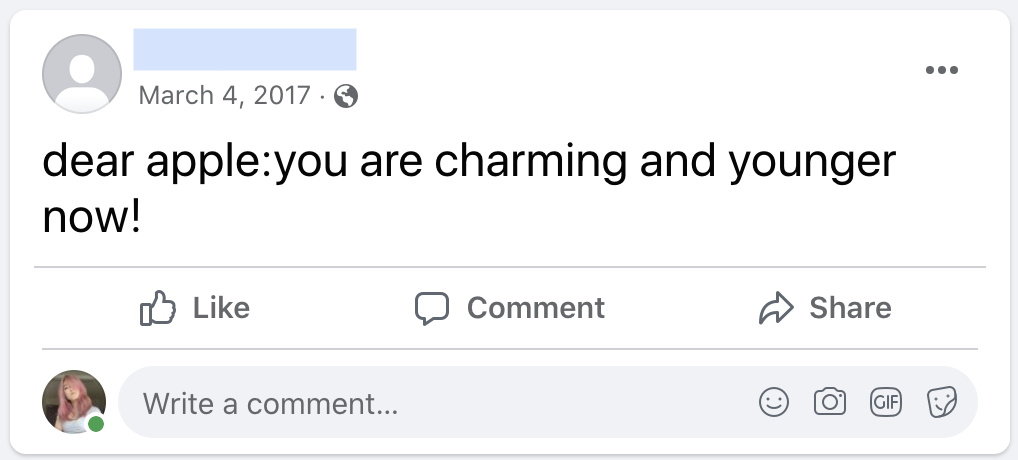 March 4, 2017 ·
dear apple:you are charming and younger
now!
Like Comment Share
Write a comment... GIF